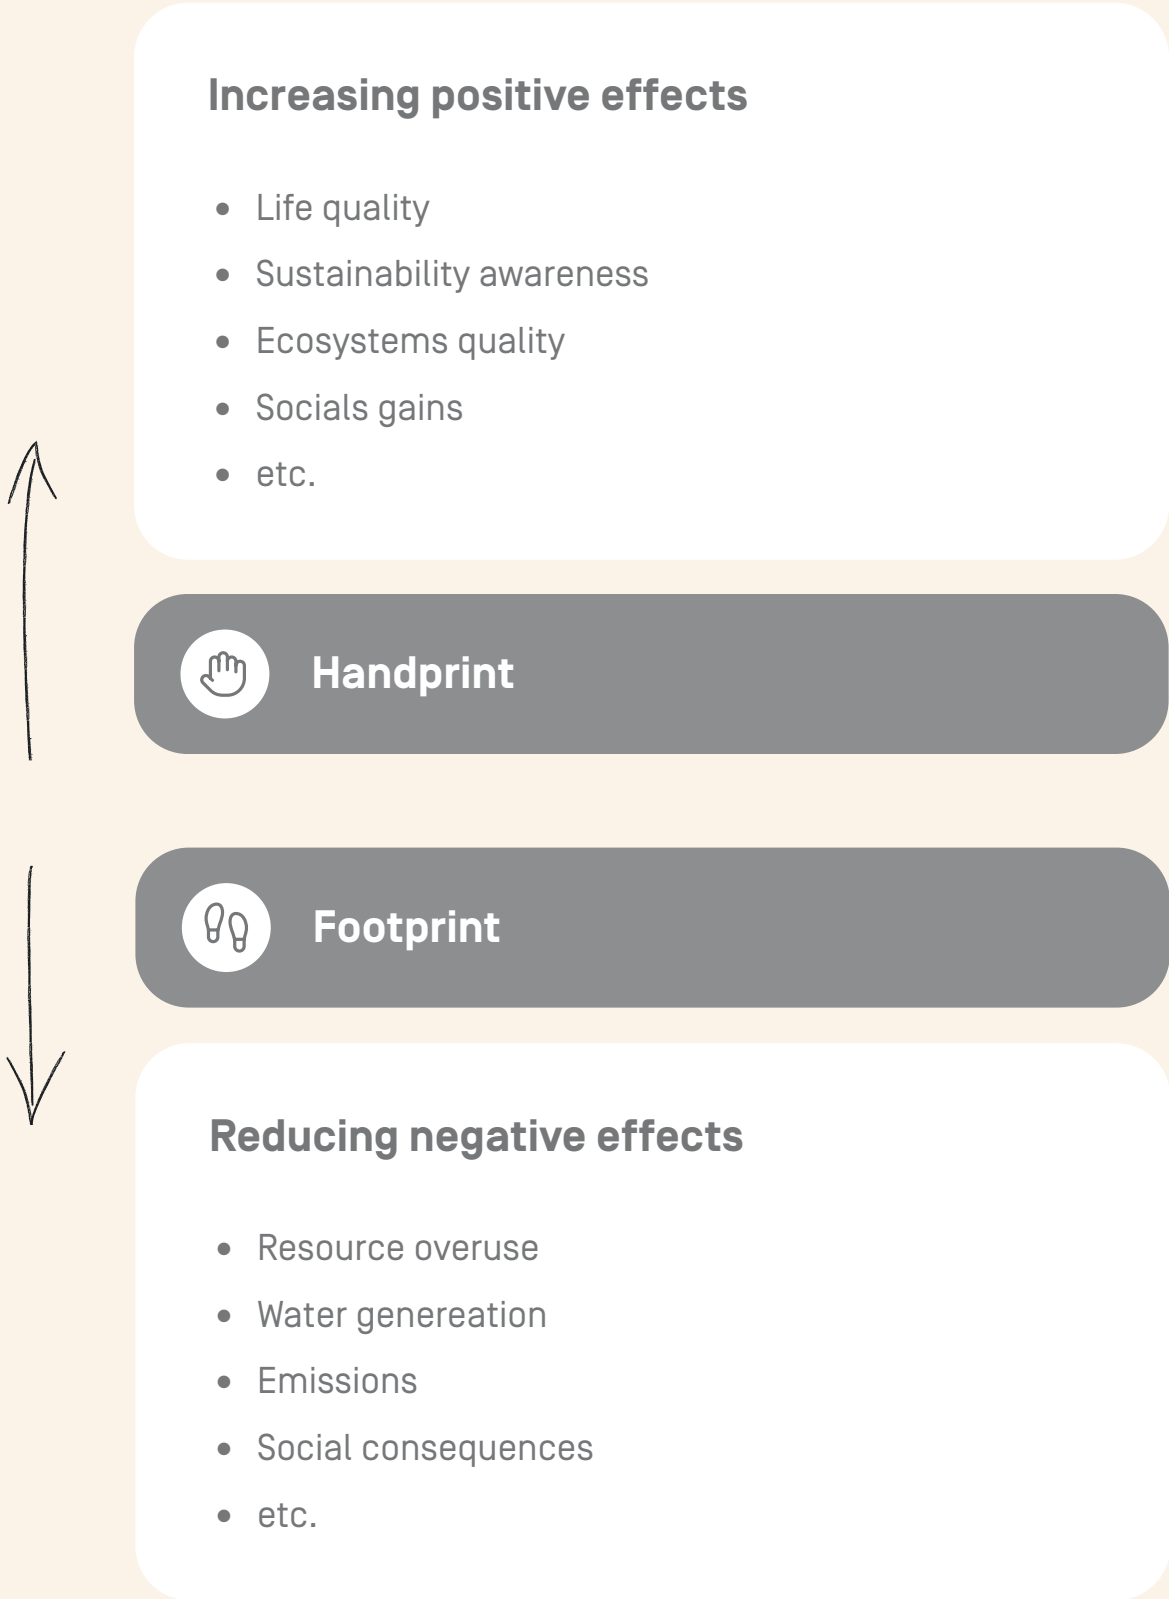 Increasing positive effects
• Life quality
• Sustainability awareness
• Ecosystems quality
• Socials gains
• etc.
Handprint
Footprint
Reducing negative effects
• Resource overuse
• Water genereation
• Emissions
• Social consequences
• etc.